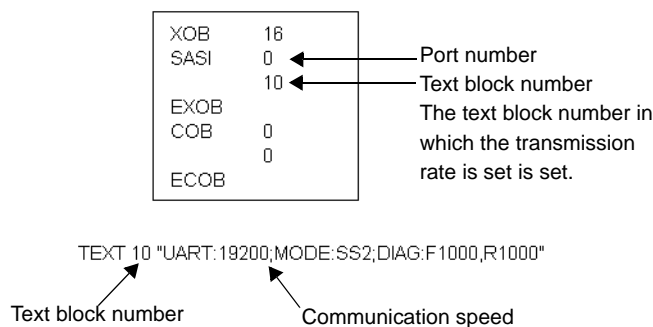 XOB 16
SASI 0
Port number
10
Text block number
EXOB
The text block number in
COB 0
which the transmission
0
rate is set is set.
ECOB
TEXT 10 "UART:19200;MODE:SS2;DIAG:F1000,R1000"
Text block number
Communication speed